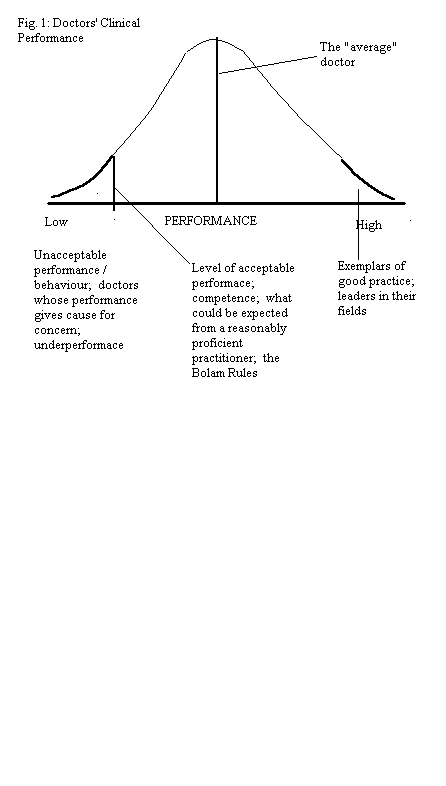 Fig. 1: Doctors' Clinical
Performance
The "average"
doctor
Low
PERFORMANCE
High
Unacceptable
performance /
behaviour; doctors
whose performance
gives cause for
concern;
underperformace
Level of acceptable
performace;
competence; what
could be expected
from a reasonably
proficient
practitioner; the
Bolam Rules
Exemplars of
good practice;
leaders in their
fields